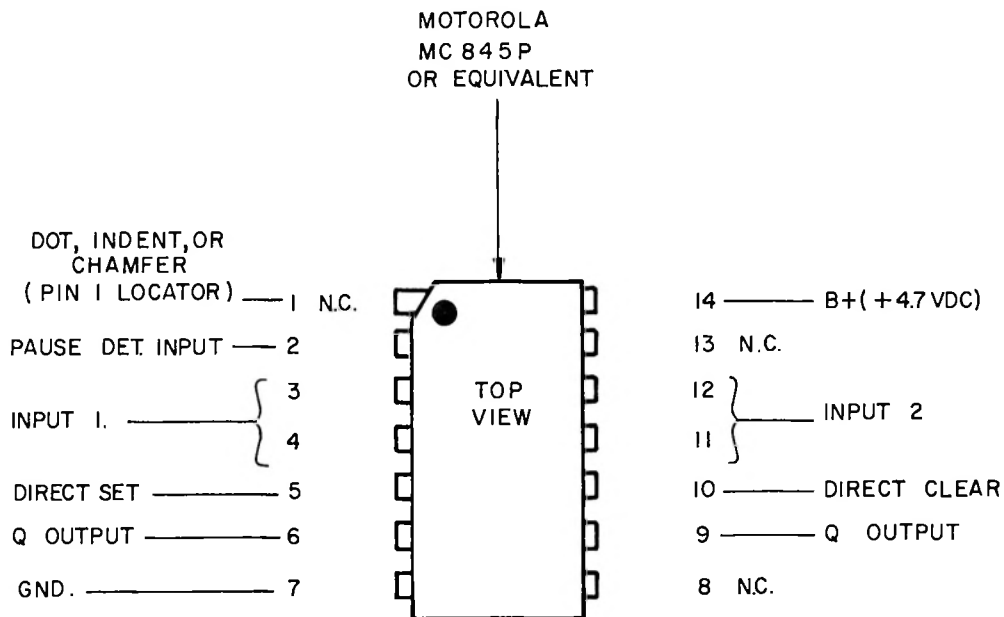 MOTOROLA
MC 845P
OR EQUIVALENT
DOT, INDENT, OR
CHAMFER
(PIN 1 LOCATOR)
1 N.C.
PAUSE DET. INPUT
2
3
INPUT 1.
4
DIRECT SET
5
Q OUTPUT
6
GND.
7
TOP
VIEW
14
B+(+4.7 VDC)
13 N.C.
12
INPUT 2
11
10
DIRECT CLEAR
9
Q OUTPUT
8 N.C.